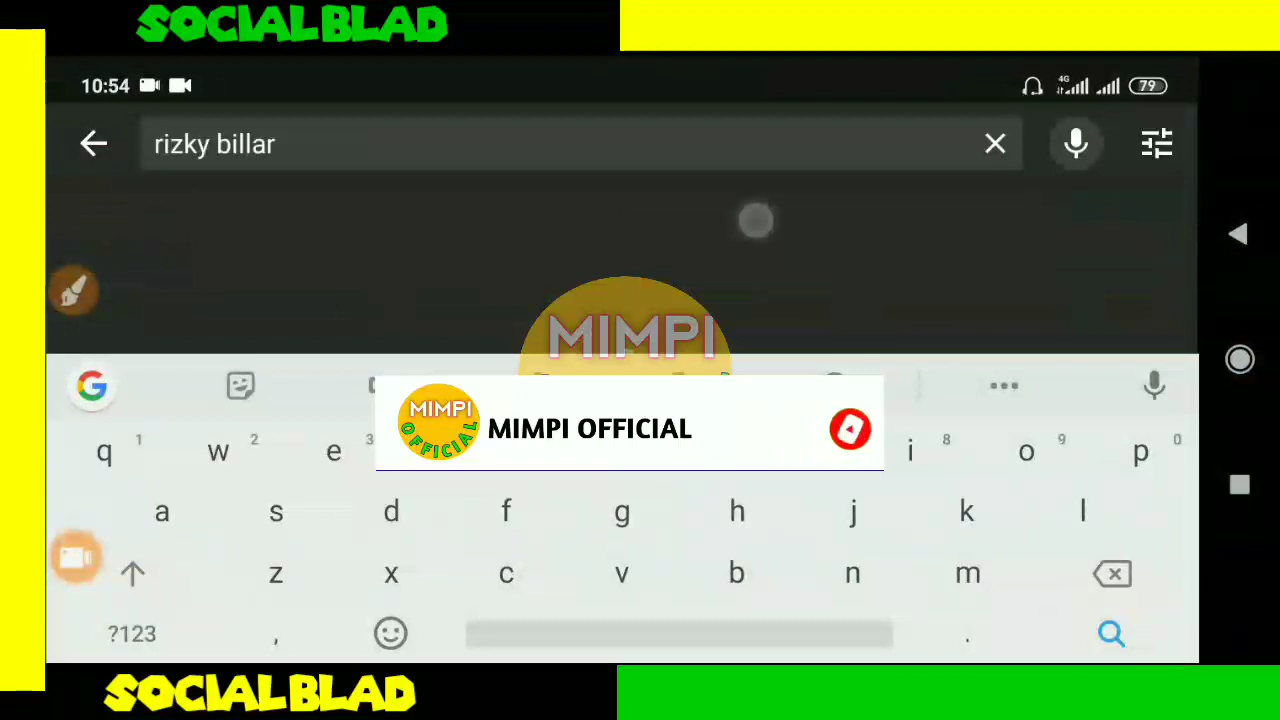 SOCIALBLAD
10:54
4G
79
rizky billar
MIMPI
MIMPI
OFFICIAL
MIMPI OFFICIAL
q 1 w 2 e 3 i 8 o 9 p 0
a s d f g h j k l
z x c v b n m
?123 , .
SOCIALBLAD